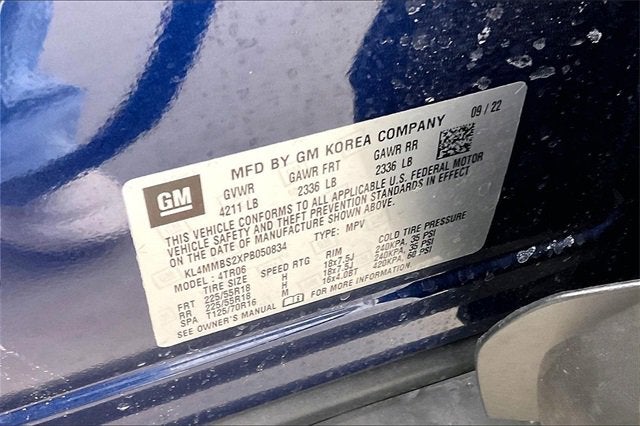 GM
MFD BY GM KOREA COMPANY 09/22
GVWR GAWR FRT GAWR RR
4211 LB 2336 LB 2336 LB
THIS VEHICLE CONFORMS TO ALL APPLICABLE U.S. FEDERAL MOTOR
VEHICLE SAFETY AND THEFT PREVENTION STANDARDS IN EFFECT
ON THE DATE OF MANUFACTURE SHOWN ABOVE.
KL4MMBS2XPB050834 TYPE: MPV
MODEL: 4TR06
TIRE SIZE SPEED RTG RIM COLD TIRE PRESSURE
FRT 225/55R18 H 18x7.5J 240KPA, 35 PSI
RR 225/55R18 H 18x7.5J 240KPA, 35 PSI
SPA T125/70R16 M 16x4.0BT 420KPA, 60 PSI
SEE OWNER'S MANUAL FOR MORE INFORMATION.